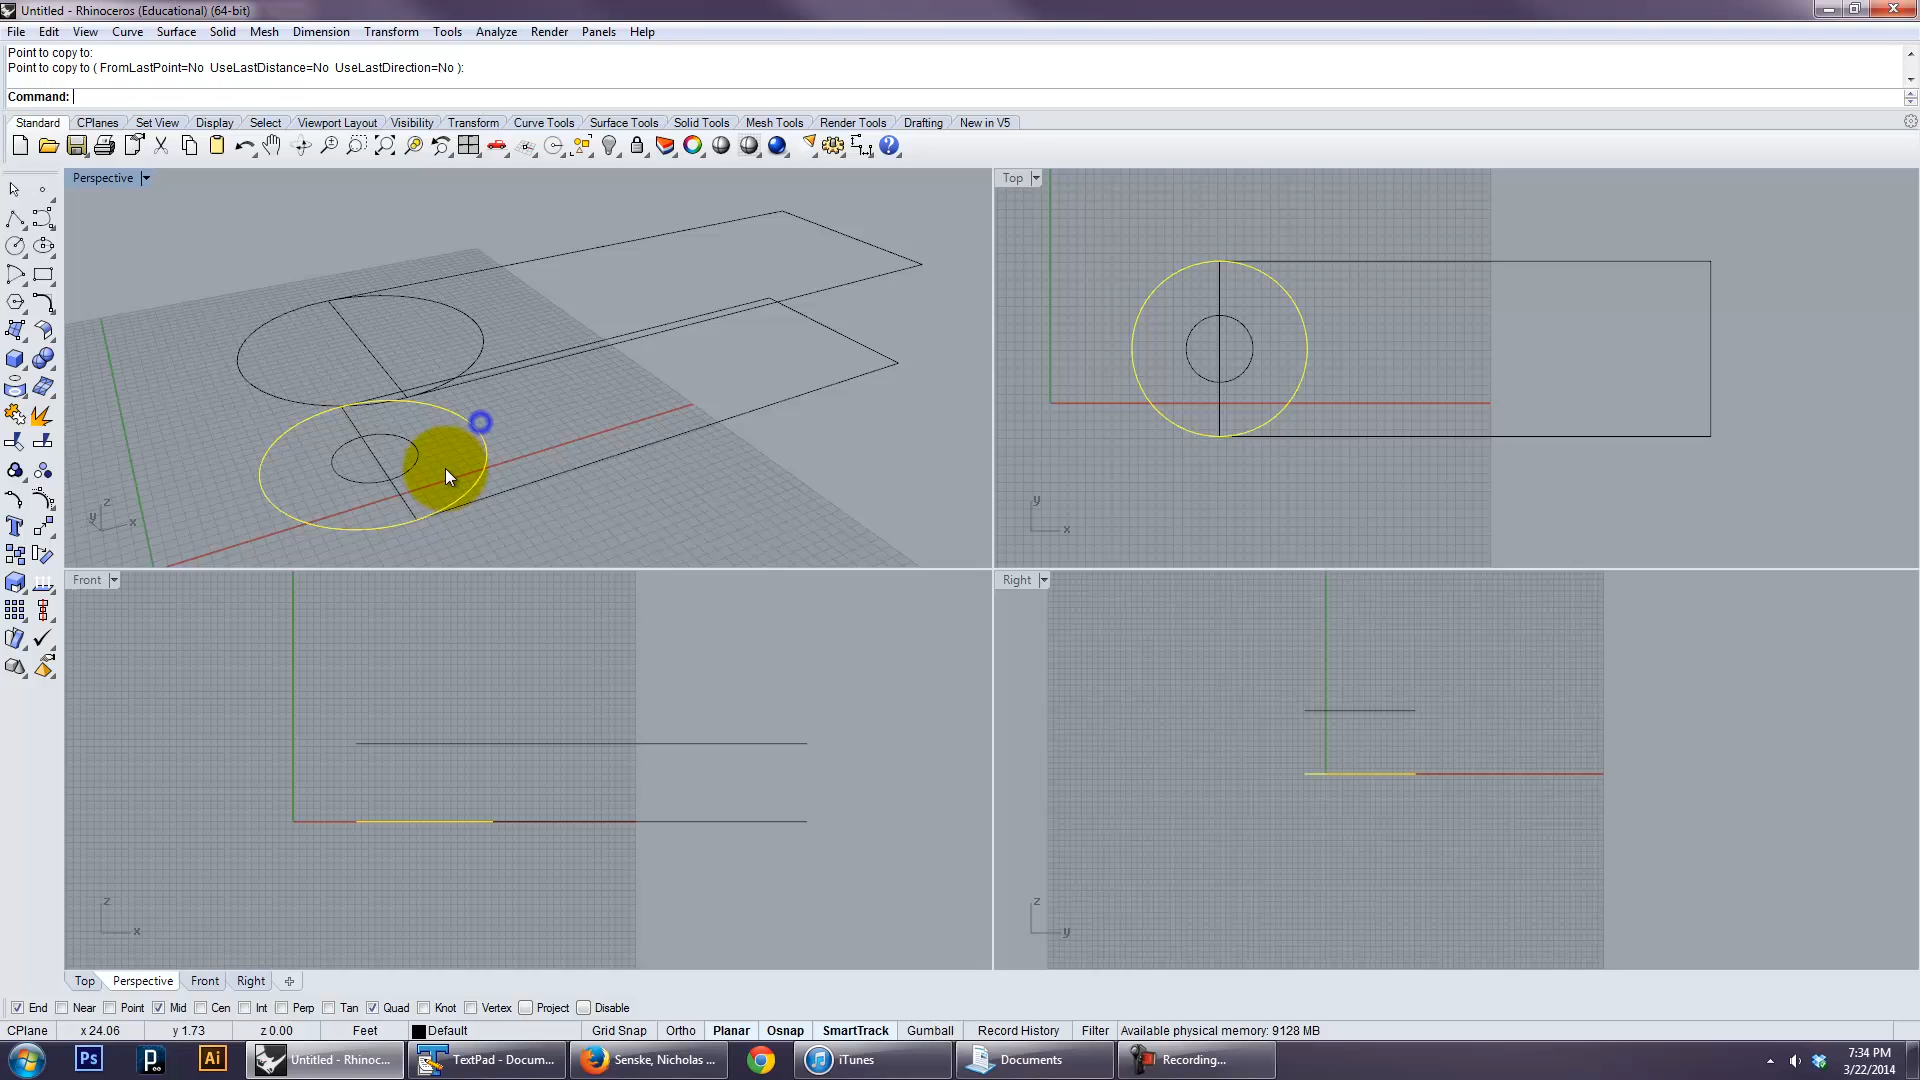 Untitled - Rhinoceros (Educational) (64-bit)
File Edit View Curve Surface Solid Mesh Dimension Transform Tools Analyze Render Panels Help
Point to copy to:
Point to copy to ( FromLastPoint=No UseLastDistance=No UseLastDirection=No ):
Command:
Standard CPlanes Set View Display Select Viewport Layout Visibility Transform Curve Tools Surface Tools Solid Tools Mesh Tools Render Tools Drafting New in V5
Perspective
Top
z
y
x
y
x
Front
Right
z
x
z
y
Top Perspective Front Right
End Near Point Mid Cen Int Perp Tan Quad Knot Vertex Project Disable
CPlane x 24.06 y 1.73 z 0.00 Feet Default Grid Snap Ortho Planar Osnap SmartTrack Gumball Record History Filter Available physical memory: 9128 MB
Ps p Ai Untitled - Rhinoc... TextPad - Docum... Senske, Nicholas ... iTunes Documents Recording... 7:34 PM
3/22/2014